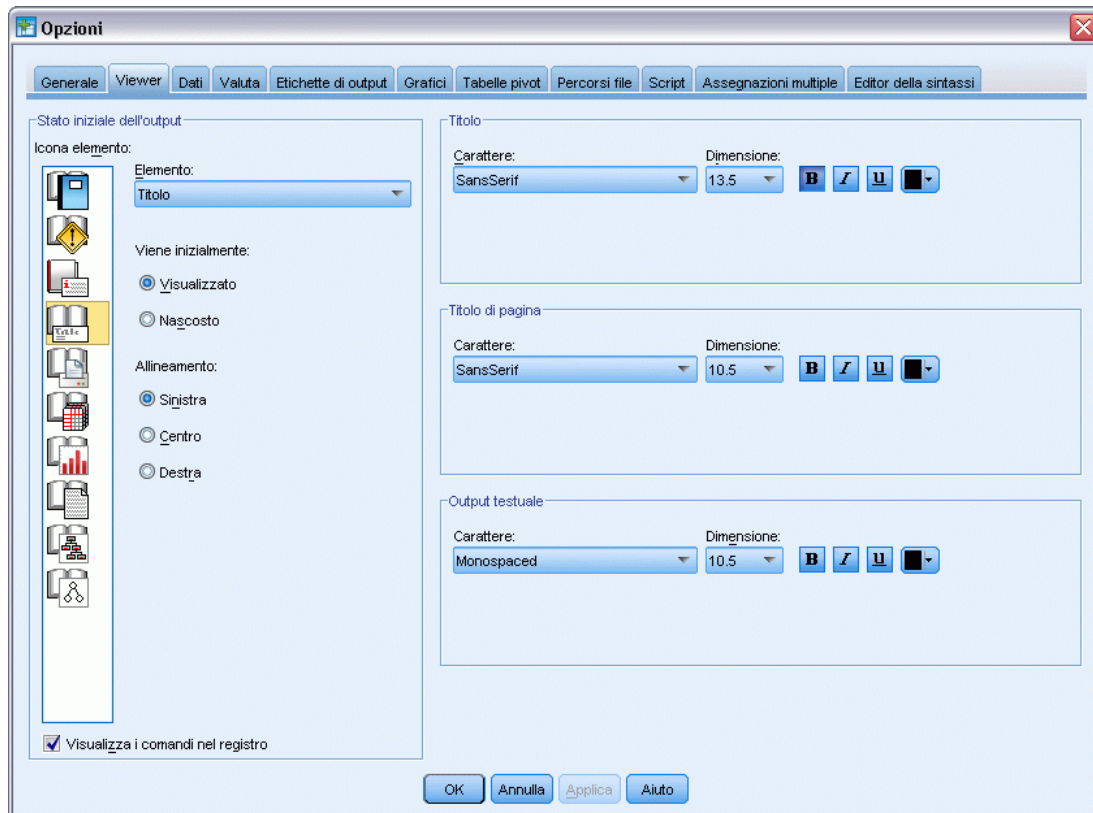 Opzioni
Generale Viewer Dati Valuta Etichette di output Grafici Tabelle pivot Percorsi file Script Assegnazioni multiple Editor della sintassi
Stato iniziale dell'output
Icona elemento:
Elemento:
Titolo
Viene inizialmente:
Visualizzato
Nascosto
Allineamento:
Sinistra
Centro
Destra
Visualizza i comandi nel registro
Titolo
Carattere: Dimensione:
SansSerif 13.5 B I U
Titolo di pagina
Carattere: Dimensione:
SansSerif 10.5 B I U
Output testuale
Carattere: Dimensione:
Monospaced 10.5 B I U
OK Annulla Applica Aiuto